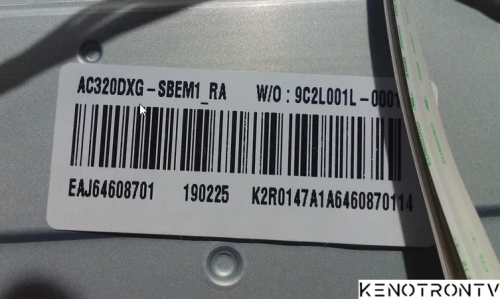 AC320DXG-SBEM1_RA W/O : 9C2L001L-0001
EAJ64608701 190225 K2R0147A1A6460870114
KENOTRONTV